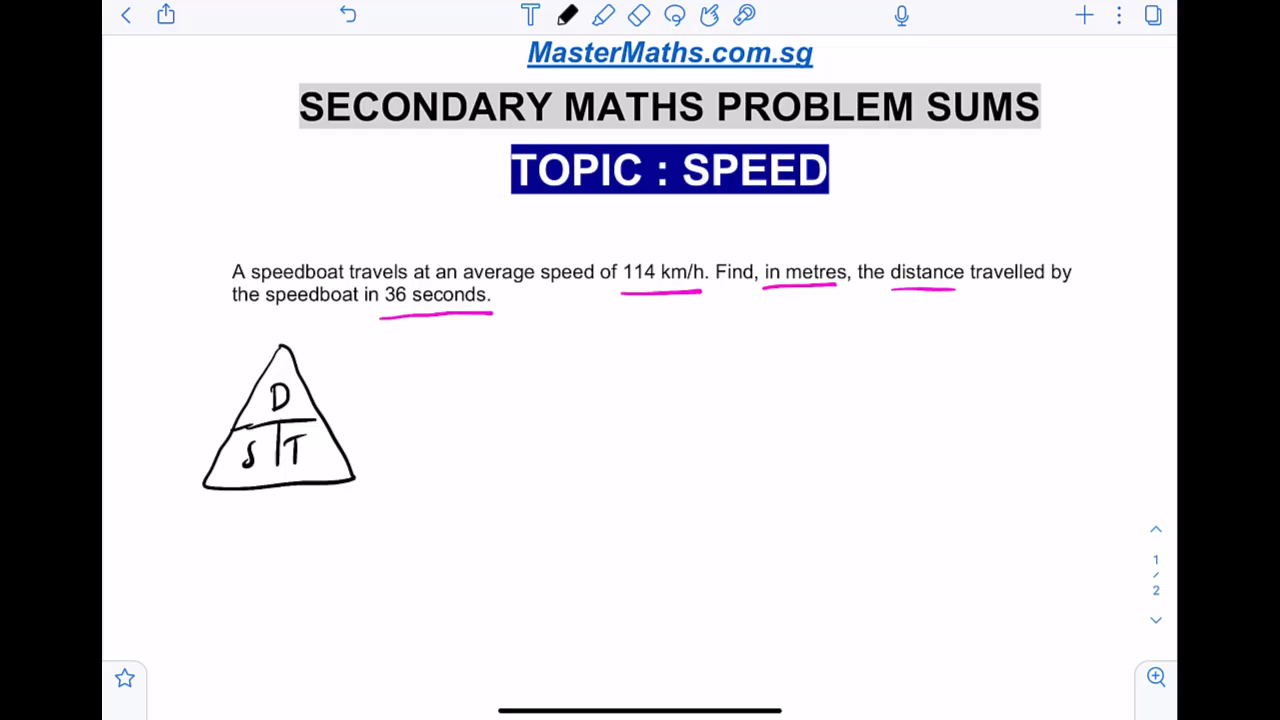 T
MasterMaths.com.sg
SECONDARY MATHS PROBLEM SUMS
TOPIC : SPEED
A speedboat travels at an average speed of 114 km/h. Find, in metres, the distance travelled by
the speedboat in 36 seconds.
D
S T
1
/
2